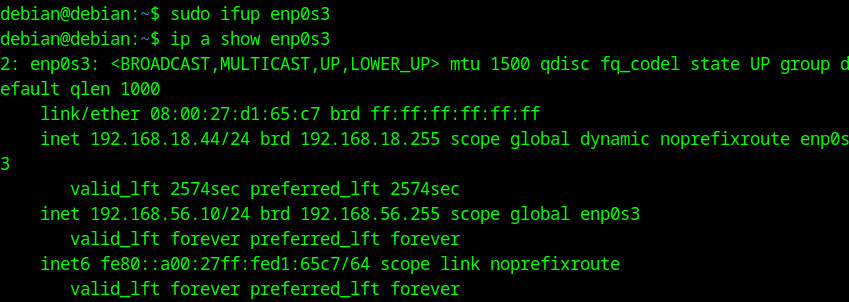 debian@debian:~$ sudo ifup enp0s3
debian@debian:~$ ip a show enp0s3
2: enp0s3: <BROADCAST,MULTICAST,UP,LOWER_UP> mtu 1500 qdisc fq_codel state UP group d
efault qlen 1000
    link/ether 08:00:27:d1:65:c7 brd ff:ff:ff:ff:ff:ff
    inet 192.168.18.44/24 brd 192.168.18.255 scope global dynamic noprefixroute enp0s
3
       valid_lft 2574sec preferred_lft 2574sec
    inet 192.168.56.10/24 brd 192.168.56.255 scope global enp0s3
       valid_lft forever preferred_lft forever
    inet6 fe80::a00:27ff:fed1:65c7/64 scope link noprefixroute
       valid_lft forever preferred_lft forever